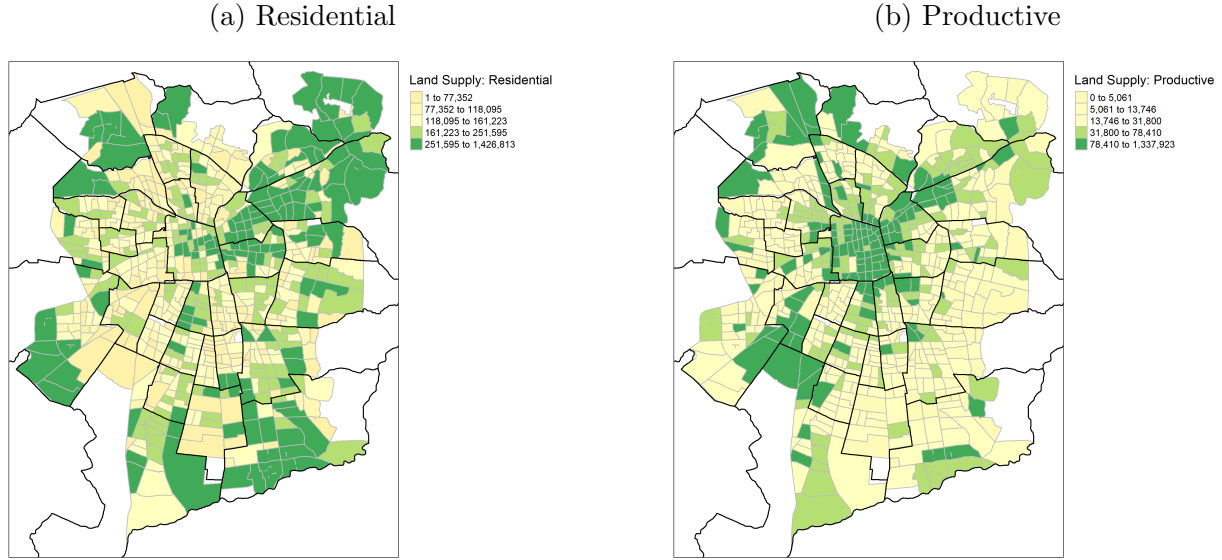 (a) Residential
(b) Productive
Land Supply: Residential
1 to 77,352
77,352 to 118,095
118,095 to 161,223
161,223 to 251,595
251,595 to 1,426,813
Land Supply: Productive
0 to 5,061
5,061 to 13,746
13,746 to 31,800
31,800 to 78,410
78,410 to 1,337,923